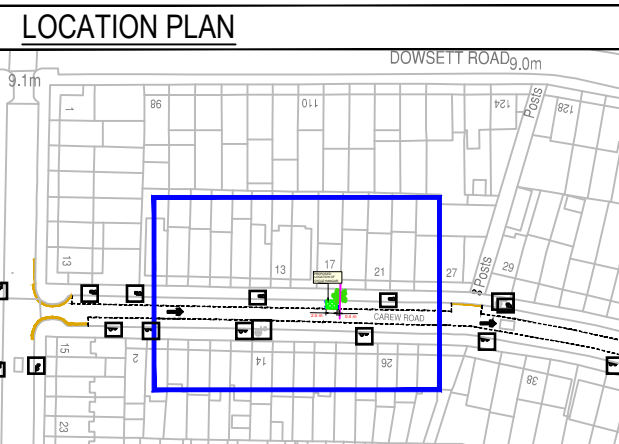 LOCATION PLAN
DOWSETT ROAD
9.0m
9.1m
1
98
110
124
Posts
128
13
13
17
21
27
Posts
29
CAREW ROAD
15
2
14
26
38
23